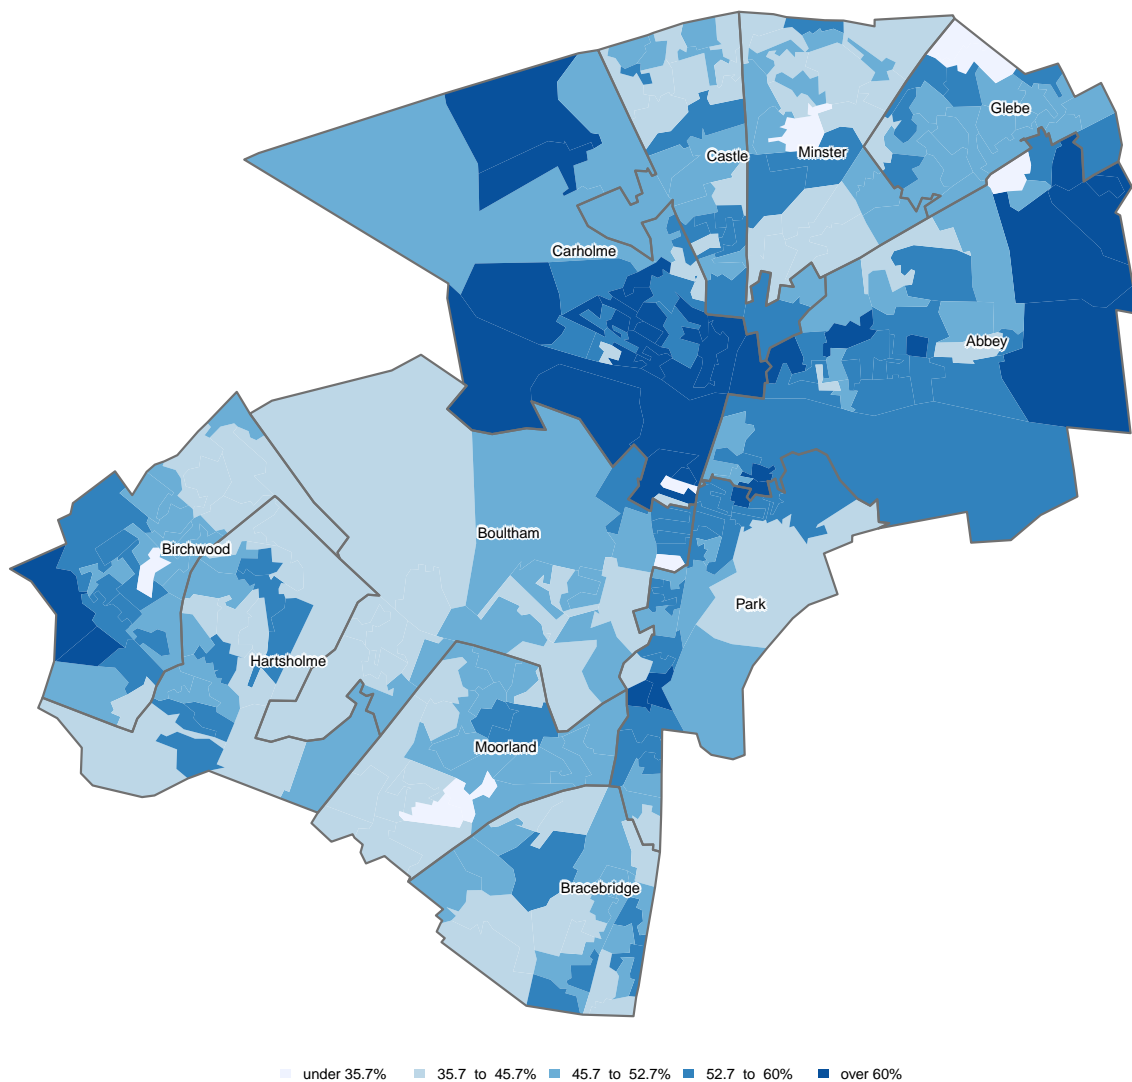 Glebe
Castle
Minster
Carholme
Abbey
Boultham
Birchwood
Park
Hartsholme
Moorland
Bracebridge
under 35.7% 35.7 to 45.7% 45.7 to 52.7% 52.7 to 60% over 60%